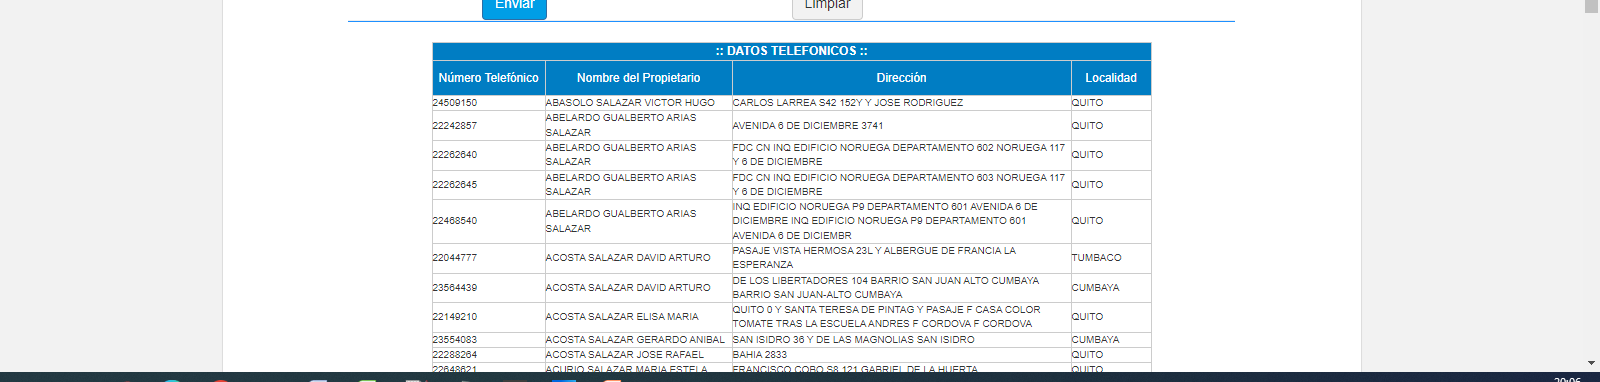 Enviar Limpiar
:: DATOS TELEFONICOS ::
Número Telefónico Nombre del Propietario Dirección Localidad
24509150 ABASOLO SALAZAR VICTOR HUGO CARLOS LARREA S42 152Y Y JOSE RODRIGUEZ QUITO
22242857 ABELARDO GUALBERTO ARIAS
SALAZAR AVENIDA 6 DE DICIEMBRE 3741 QUITO
22262640 ABELARDO GUALBERTO ARIAS
SALAZAR FDC CN INQ EDIFICIO NORUEGA DEPARTAMENTO 602 NORUEGA 117
Y 6 DE DICIEMBRE QUITO
22262645 ABELARDO GUALBERTO ARIAS
SALAZAR FDC CN INQ EDIFICIO NORUEGA DEPARTAMENTO 603 NORUEGA 117
Y 6 DE DICIEMBRE QUITO
22468540 ABELARDO GUALBERTO ARIAS
SALAZAR INQ EDIFICIO NORUEGA P9 DEPARTAMENTO 601 AVENIDA 6 DE
DICIEMBRE INQ EDIFICIO NORUEGA P9 DEPARTAMENTO 601
AVENIDA 6 DE DICIEMBR QUITO
22044777 ACOSTA SALAZAR DAVID ARTURO PASAJE VISTA HERMOSA 23L Y ALBERGUE DE FRANCIA LA
ESPERANZA TUMBACO
23564439 ACOSTA SALAZAR DAVID ARTURO DE LOS LIBERTADORES 104 BARRIO SAN JUAN ALTO CUMBAYA
BARRIO SAN JUAN-ALTO CUMBAYA CUMBAYA
22149210 ACOSTA SALAZAR ELISA MARIA QUITO 0 Y SANTA TERESA DE PINTAG Y PASAJE F CASA COLOR
TOMATE TRAS LA ESCUELA ANDRES F CORDOVA F CORDOVA QUITO
23554083 ACOSTA SALAZAR GERARDO ANIBAL SAN ISIDRO 36 Y DE LAS MAGNOLIAS SAN ISIDRO CUMBAYA
22288264 ACOSTA SALAZAR JOSE RAFAEL BAHIA 2833 QUITO
22648621 ACURIO SALAZAR MARIA ESTELA FRANCISCO COBO S8 121 GABRIEL DE LA HUERTA QUITO
20:06